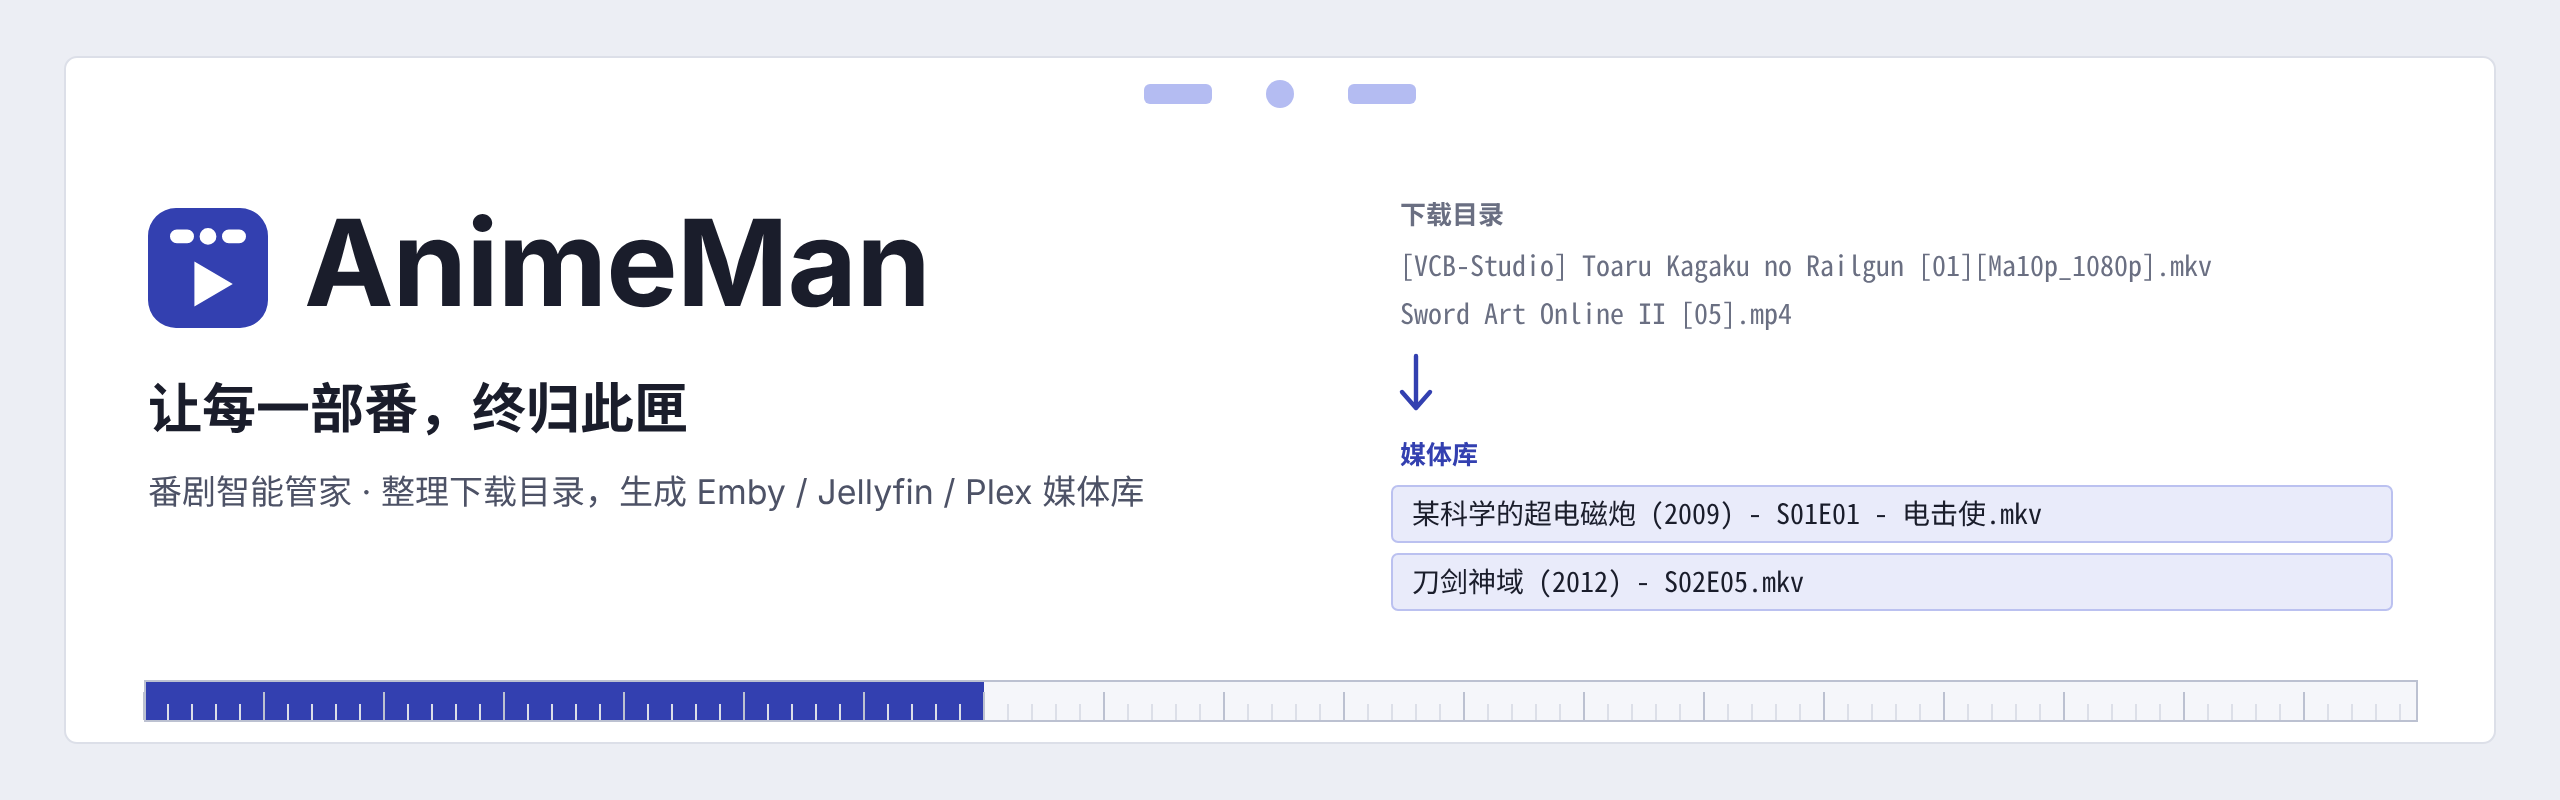 AnimeMan
让每一部番，终归此匣
番剧智能管家 · 整理下载目录，生成 Emby / Jellyfin / Plex 媒体库
下载目录
[VCB-Studio] Toaru Kagaku no Railgun [01][Ma10p_1080p].mkv
Sword Art Online II [05].mp4
媒体库
某科学的超电磁炮 (2009) - S01E01 - 电击使.mkv
刀剑神域 (2012) - S02E05.mkv